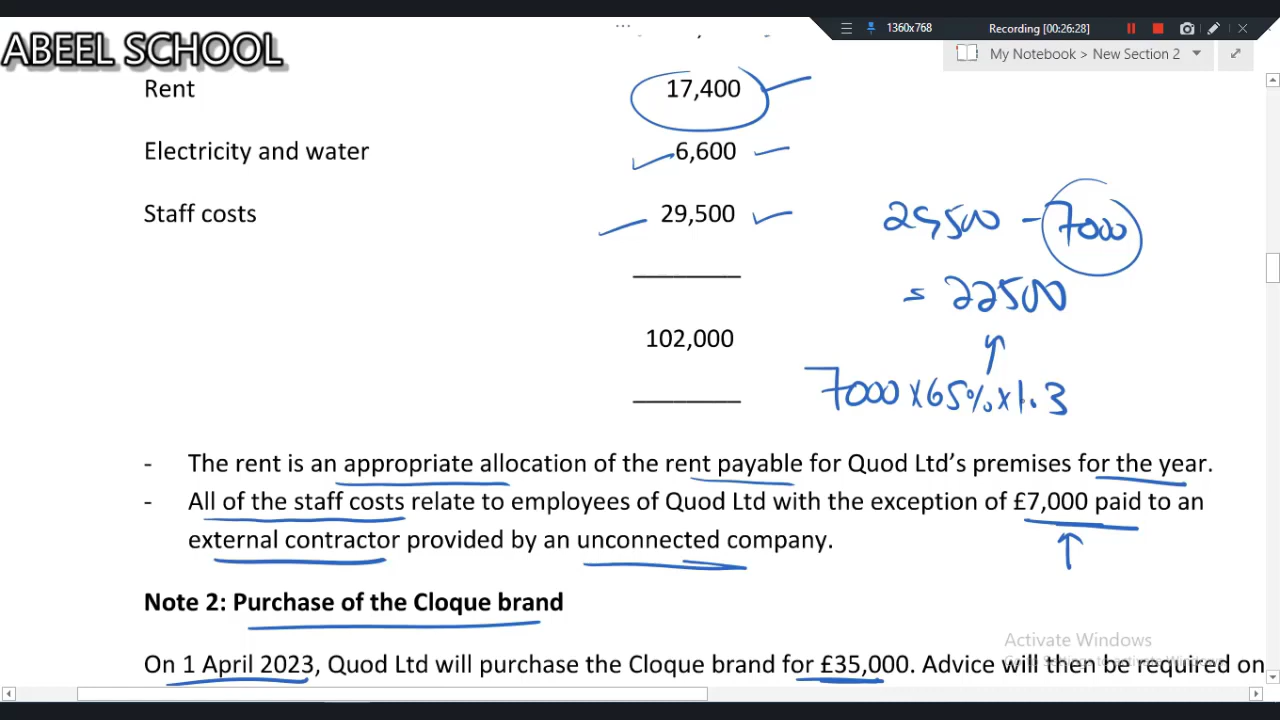 1360x768 Recording [00:26:28]
ABEEL SCHOOL
My Notebook > New Section 2
Rent 17,400
Electricity and water 6,600
Staff costs 29,500
29,500 - 7000
= 22500
102,000
7000 x 65% x 1.3
- The rent is an appropriate allocation of the rent payable for Quod Ltd’s premises for the year.
- All of the staff costs relate to employees of Quod Ltd with the exception of £7,000 paid to an
external contractor provided by an unconnected company.
Note 2: Purchase of the Cloque brand
Activate Windows
On 1 April 2023, Quod Ltd will purchase the Cloque brand for £35,000. Advice will then be required on